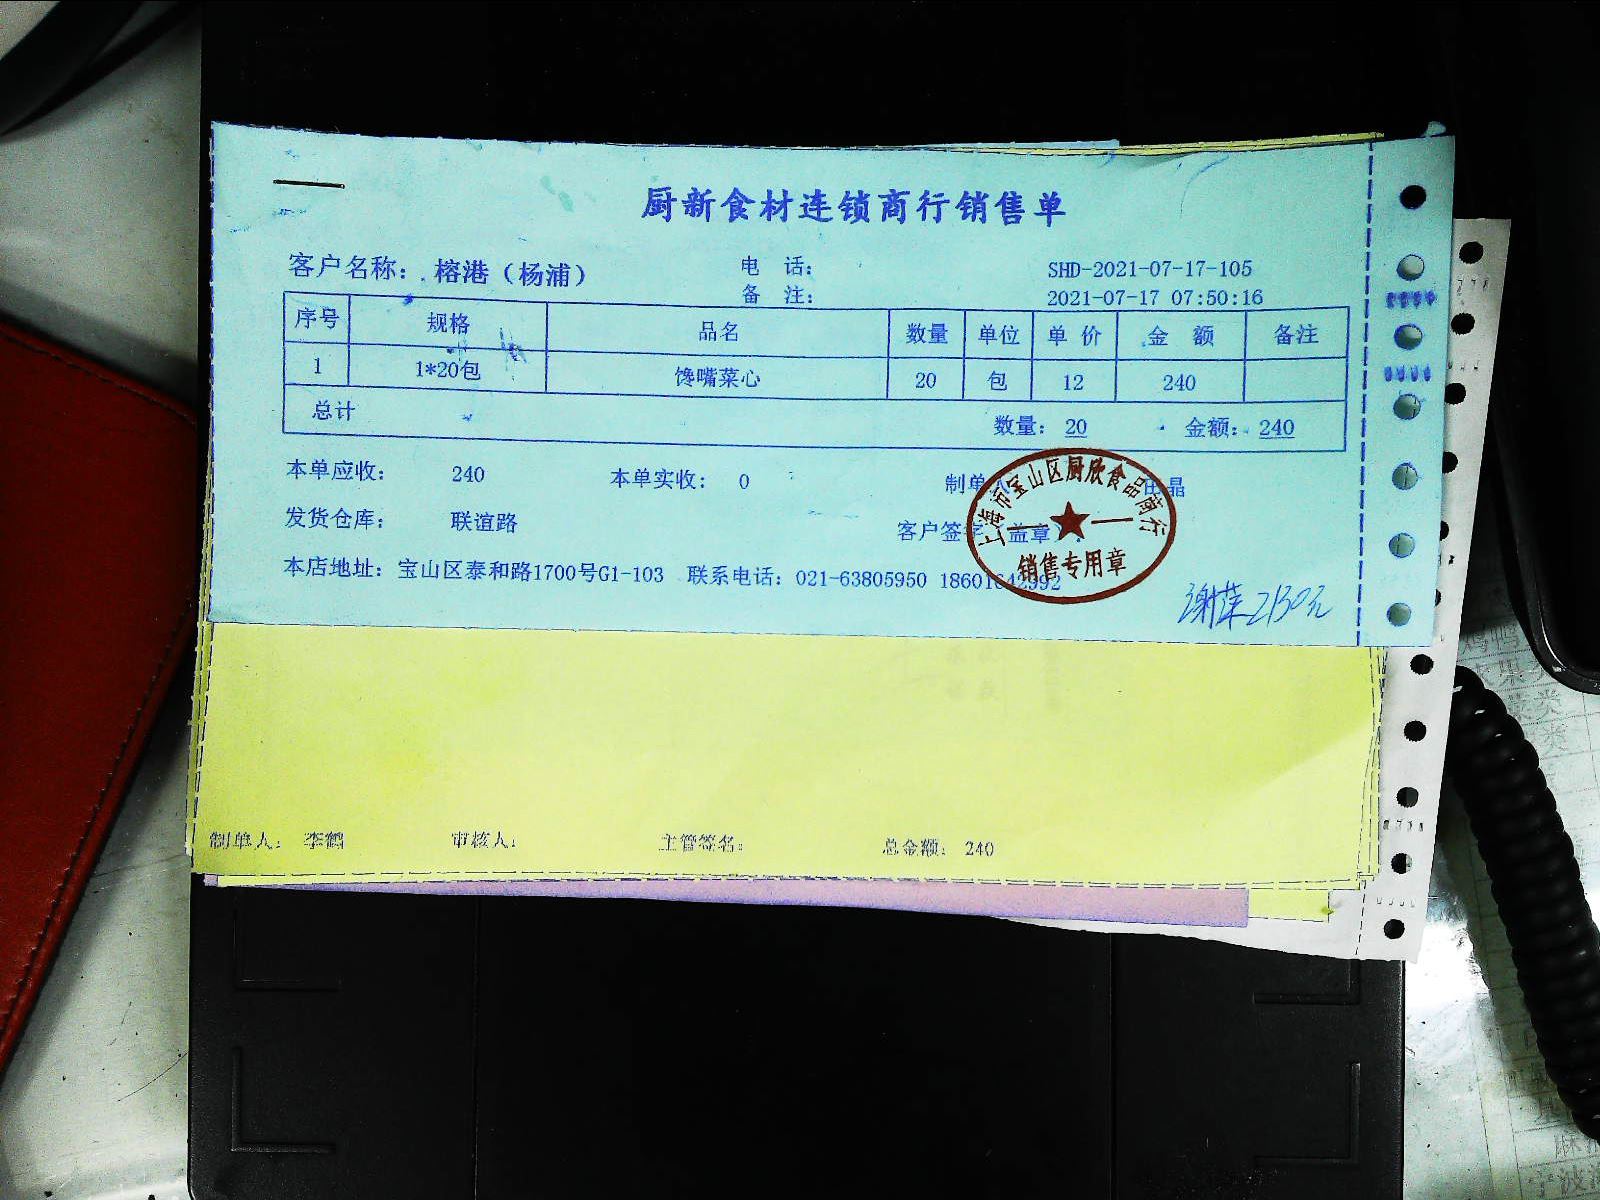 厨新食材连锁商行销售单
客户名称： 榕港（杨浦） 电 话： SHD-2021-07-17-105
备 注： 2021-07-17 07:50:16
序号 规格 品名 数量 单位 单 价 金 额 备注
1 1*20包 馋嘴菜心 20 包 12 240
总计 数量： 20 金额： 240
本单应收： 240 本单实收： 0 制单
发货仓库： 联谊路 客户签字（盖章）：
本店地址：宝山区泰和路1700号G1-103 联系电话：021-63805950 18601642992
上海市宝山区厨欣食品商行
销售专用章
制单人： 李鹤 审核人： 主管签名： 总金额： 240